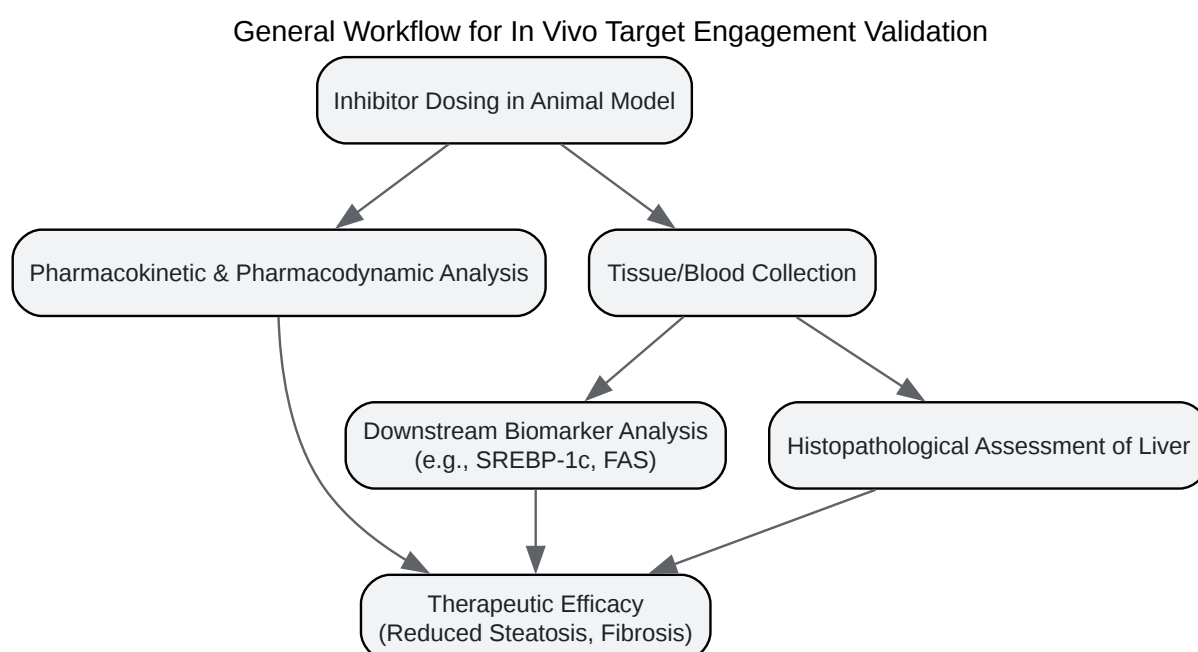 General Workflow for In Vivo Target Engagement Validation
Inhibitor Dosing in Animal Model
Pharmacokinetic & Pharmacodynamic Analysis
Tissue/Blood Collection
Downstream Biomarker Analysis
(e.g., SREBP-1c, FAS)
Histopathological Assessment of Liver
Therapeutic Efficacy
(Reduced Steatosis, Fibrosis)